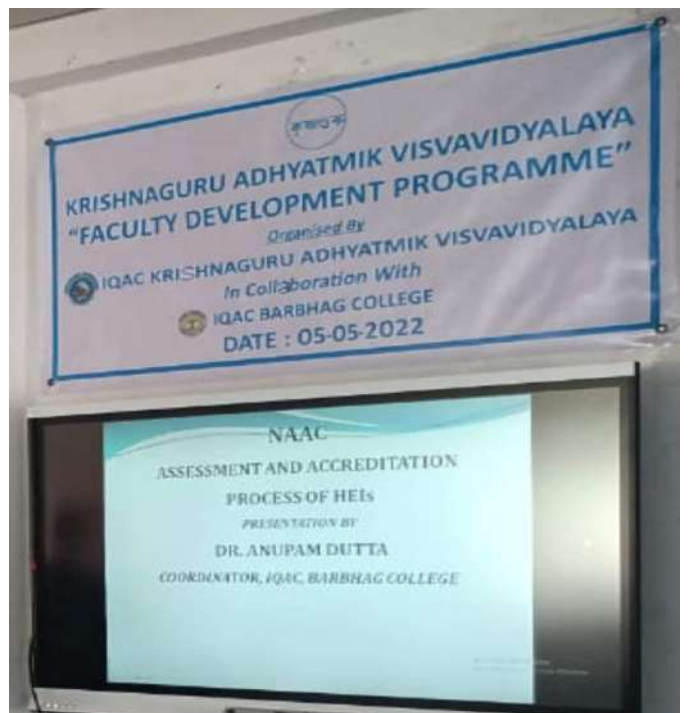 কৃষ্ণগুৰু
KRISHNAGURU ADHYATMIK VISVAVIDYALAYA
"FACULTY DEVELOPMENT PROGRAMME"
Organised By
IQAC KRISHNAGURU ADHYATMIK VISVAVIDYALAYA
In Collaboration With
IQAC BARBHAG COLLEGE
DATE : 05-05-2022
NAAC
ASSESSMENT AND ACCREDITATION
PROCESS OF HEIs
PRESENTATION BY
DR. ANUPAM DUTTA
COORDINATOR, IQAC, BARBHAG COLLEGE